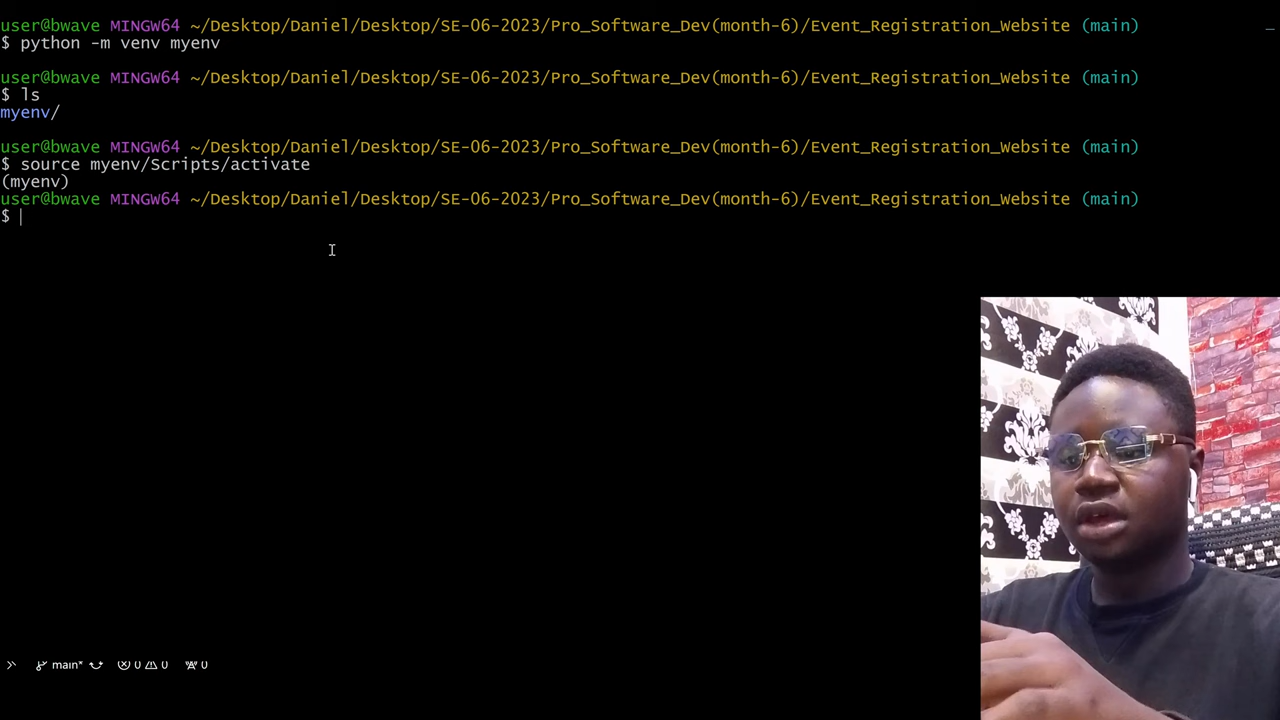 user@bwave MINGW64 ~/Desktop/Daniel/Desktop/SE-06-2023/Pro_Software_Dev(month-6)/Event_Registration_Website (main)
$ python -m venv myenv
user@bwave MINGW64 ~/Desktop/Daniel/Desktop/SE-06-2023/Pro_Software_Dev(month-6)/Event_Registration_Website (main)
$ ls
myenv/
user@bwave MINGW64 ~/Desktop/Daniel/Desktop/SE-06-2023/Pro_Software_Dev(month-6)/Event_Registration_Website (main)
$ source myenv/Scripts/activate
(myenv)
user@bwave MINGW64 ~/Desktop/Daniel/Desktop/SE-06-2023/Pro_Software_Dev(month-6)/Event_Registration_Website (main)
$
main* 0 0 0